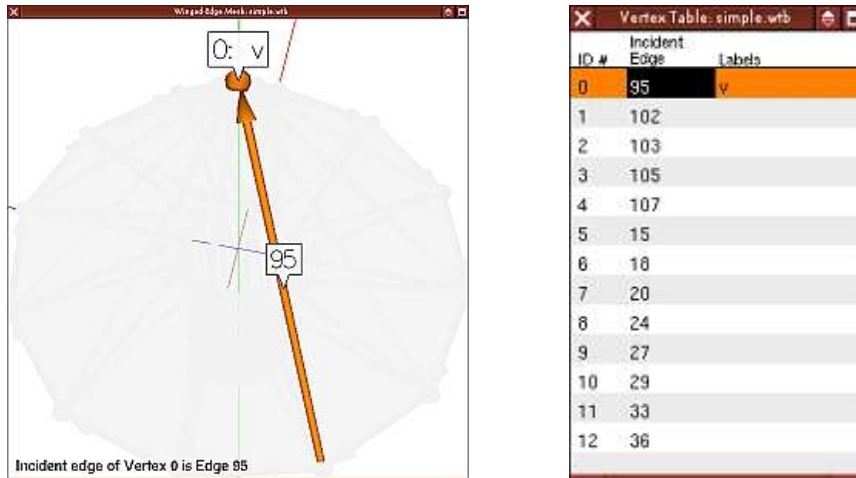 Winged-Edge Mesh: simple.wtb
0: v
95
Incident edge of Vertex 0 is Edge 95
Vertex Table: simple.wtb
Incident
ID # Edge Labels
0 95 v
1 102
2 103
3 105
4 107
5 15
6 18
7 20
8 24
9 27
10 29
11 33
12 36